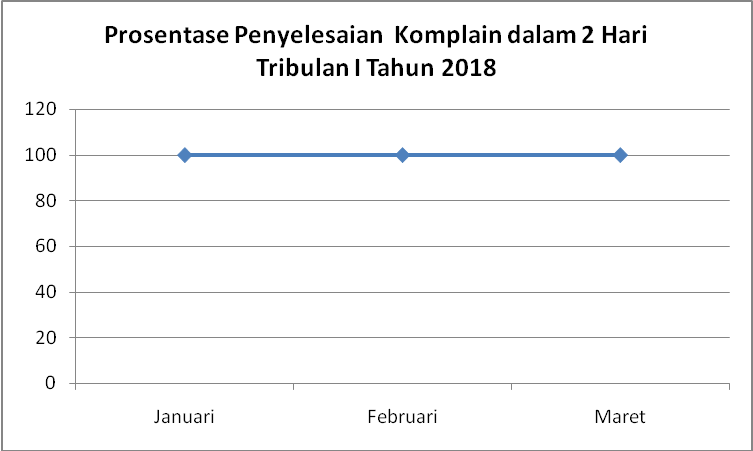 Prosentase Penyelesaian Komplain dalam 2 Hari
Tribulan I Tahun 2018
120
100
80
60
40
20
0
Januari Februari Maret